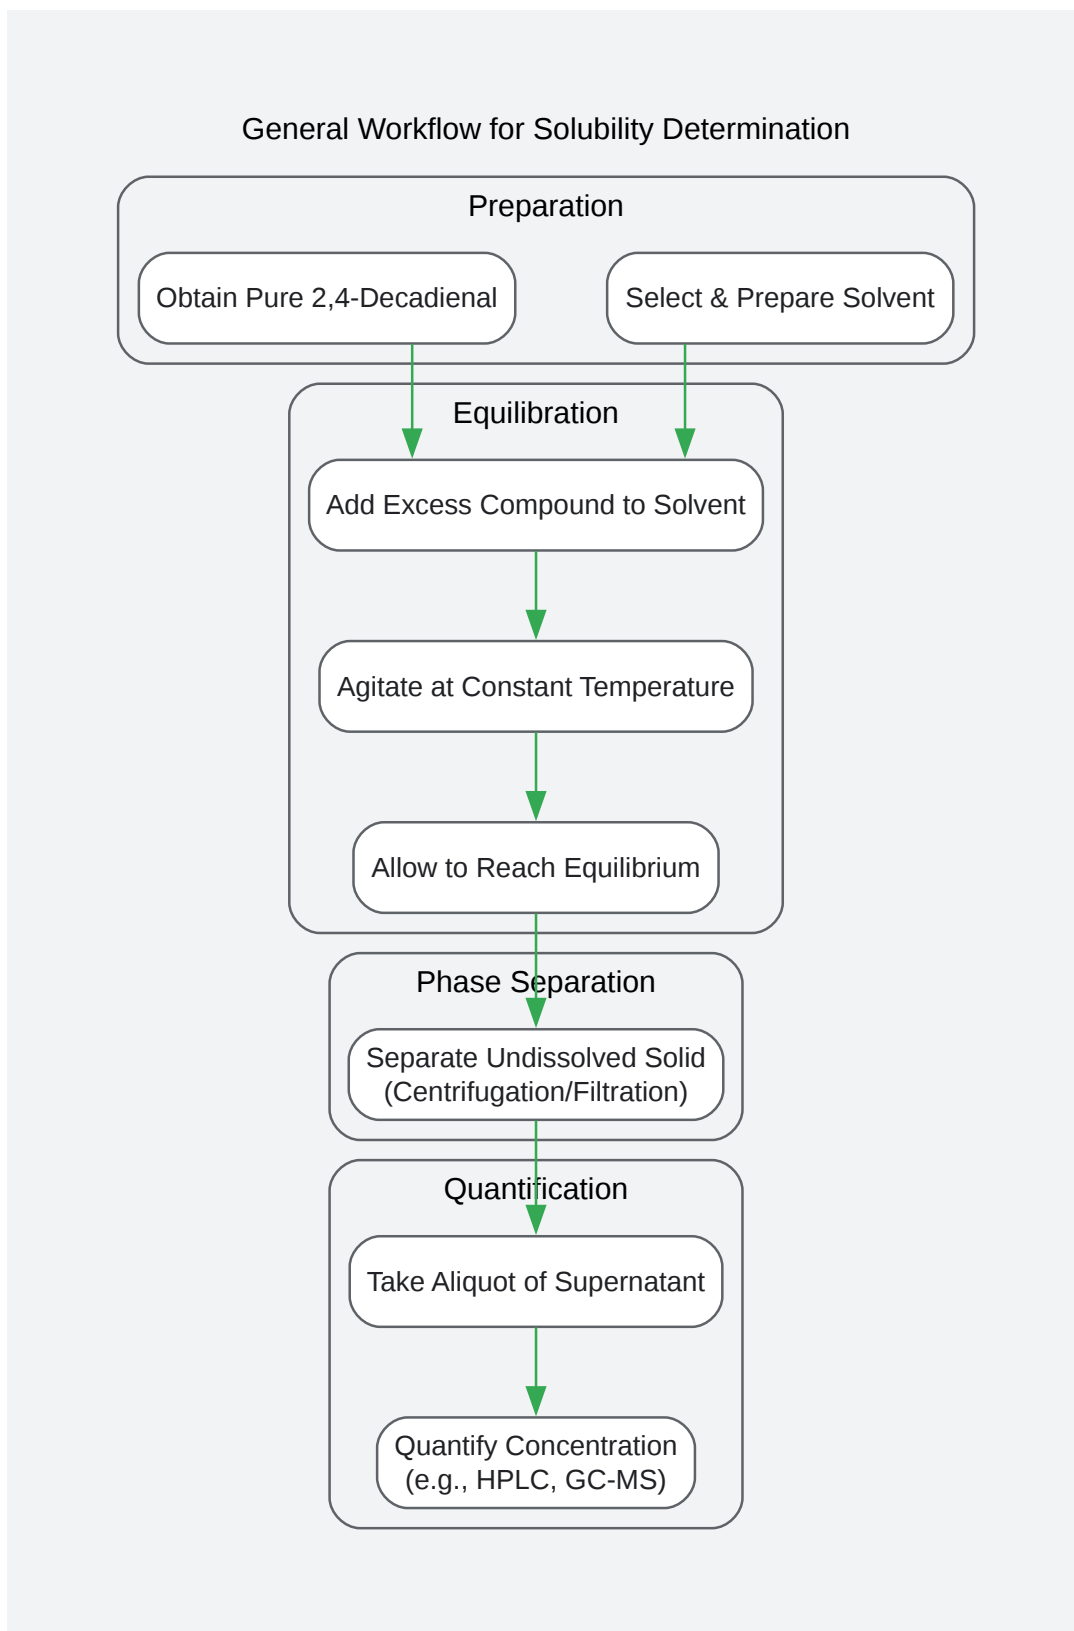 General Workflow for Solubility Determination
Preparation
Obtain Pure 2,4-Decadienal
Select & Prepare Solvent
Equilibration
Add Excess Compound to Solvent
Agitate at Constant Temperature
Allow to Reach Equilibrium
Phase Separation
Separate Undissolved Solid
(Centrifugation/Filtration)
Quantification
Take Aliquot of Supernatant
Quantify Concentration
(e.g., HPLC, GC-MS)